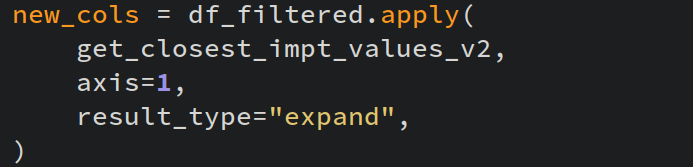 new_cols = df_filtered.apply(
    get_closest_impt_values_v2,
    axis=1,
    result_type="expand",
)